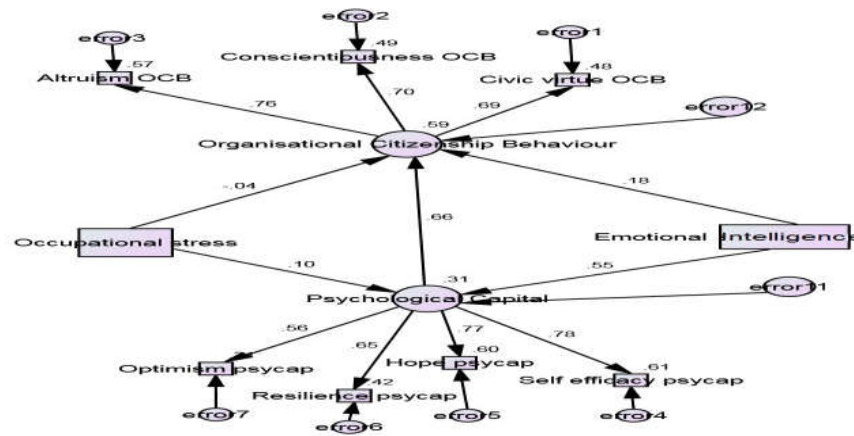 error2
error3
error1
.49
Conscientiousness OCB
.57
.48
Altruism OCB
Civic virtue OCB
.70
.76
.69
error12
.59
Organisational Citizenship Behaviour
-.04
.18
.66
Occupational stress
Emotional Intelligence
.10
.55
.31
error11
Psychological Capital
.56
.77
.78
.65
.60
Optimism psycap
Hope psycap
.61
Self efficacy psycap
.42
Resilience psycap
error7
error6
error5
error4